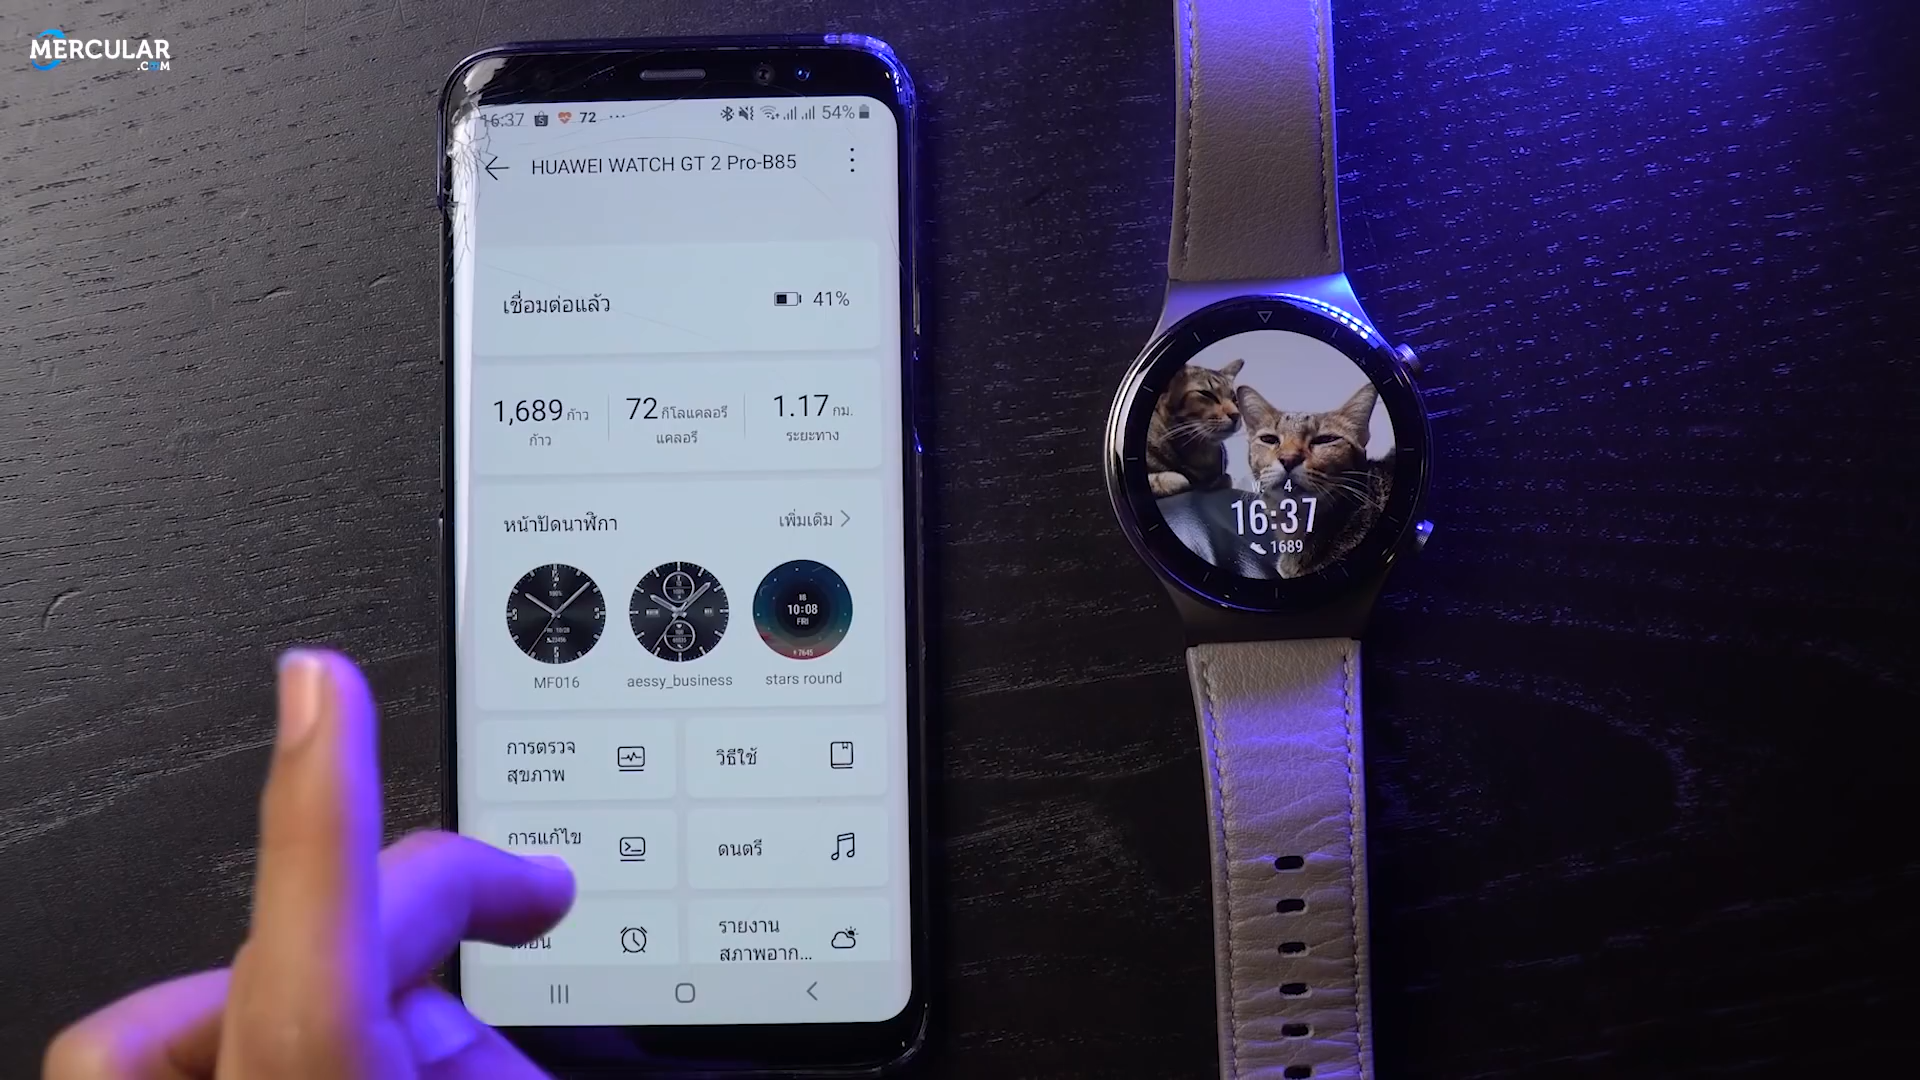 MERCULAR
.COM
16:37 72 ... 54%
HUAWEI WATCH GT 2 Pro-B85
เชื่อมต่อแล้ว 41%
1,689 ก้าว 72 กิโลแคลอรี 1.17 กม.
ก้าว แคลอรี ระยะทาง
หน้าปัดนาฬิกา เพิ่มเติม
10:08
FRI
7645
MF016 aessy_business stars round
การตรวจ
สุขภาพ
วิธีใช้
การแก้ไข
ดนตรี
รายงาน
สภาพอาก...
4
16:37
1689